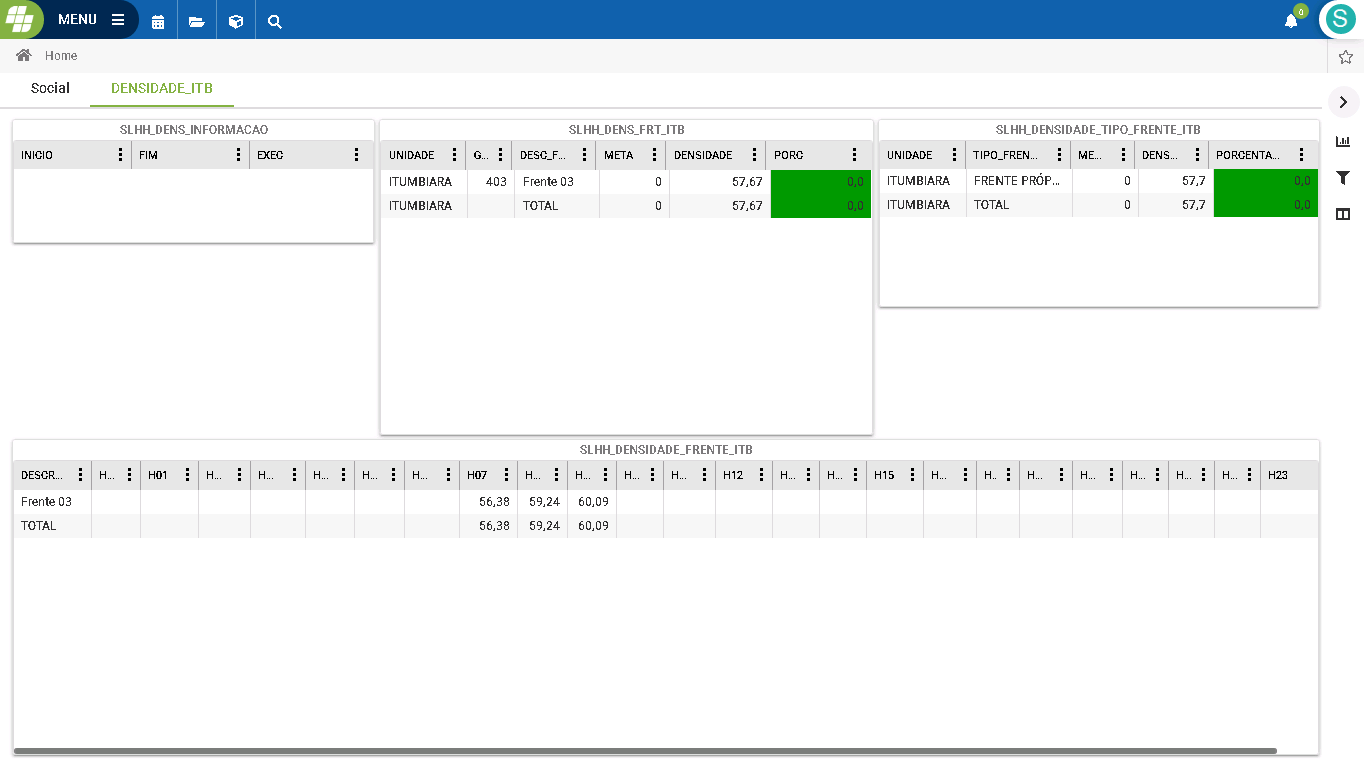 MENU 0 S
Home
Social DENSIDADE_ITB
SLHH_DENS_INFORMACAO
INICIO FIM EXEC
SLHH_DENS_FRT_ITB
UNIDADE G... DESC_F... META DENSIDADE PORC
ITUMBIARA 403 Frente 03 0 57,67 0,0
ITUMBIARA TOTAL 0 57,67 0,0
SLHH_DENSIDADE_TIPO_FRENTE_ITB
UNIDADE TIPO_FREN... ME... DENS... PORCENTA...
ITUMBIARA FRENTE PRÓP... 0 57,7 0,0
ITUMBIARA TOTAL 0 57,7 0,0
SLHH_DENSIDADE_FRENTE_ITB
DESCR... H... H01 H... H... H... H... H... H07 H... H... H... H... H12 H... H... H15 H... H... H... H... H... H... H... H23
Frente 03 56,38 59,24 60,09
TOTAL 56,38 59,24 60,09